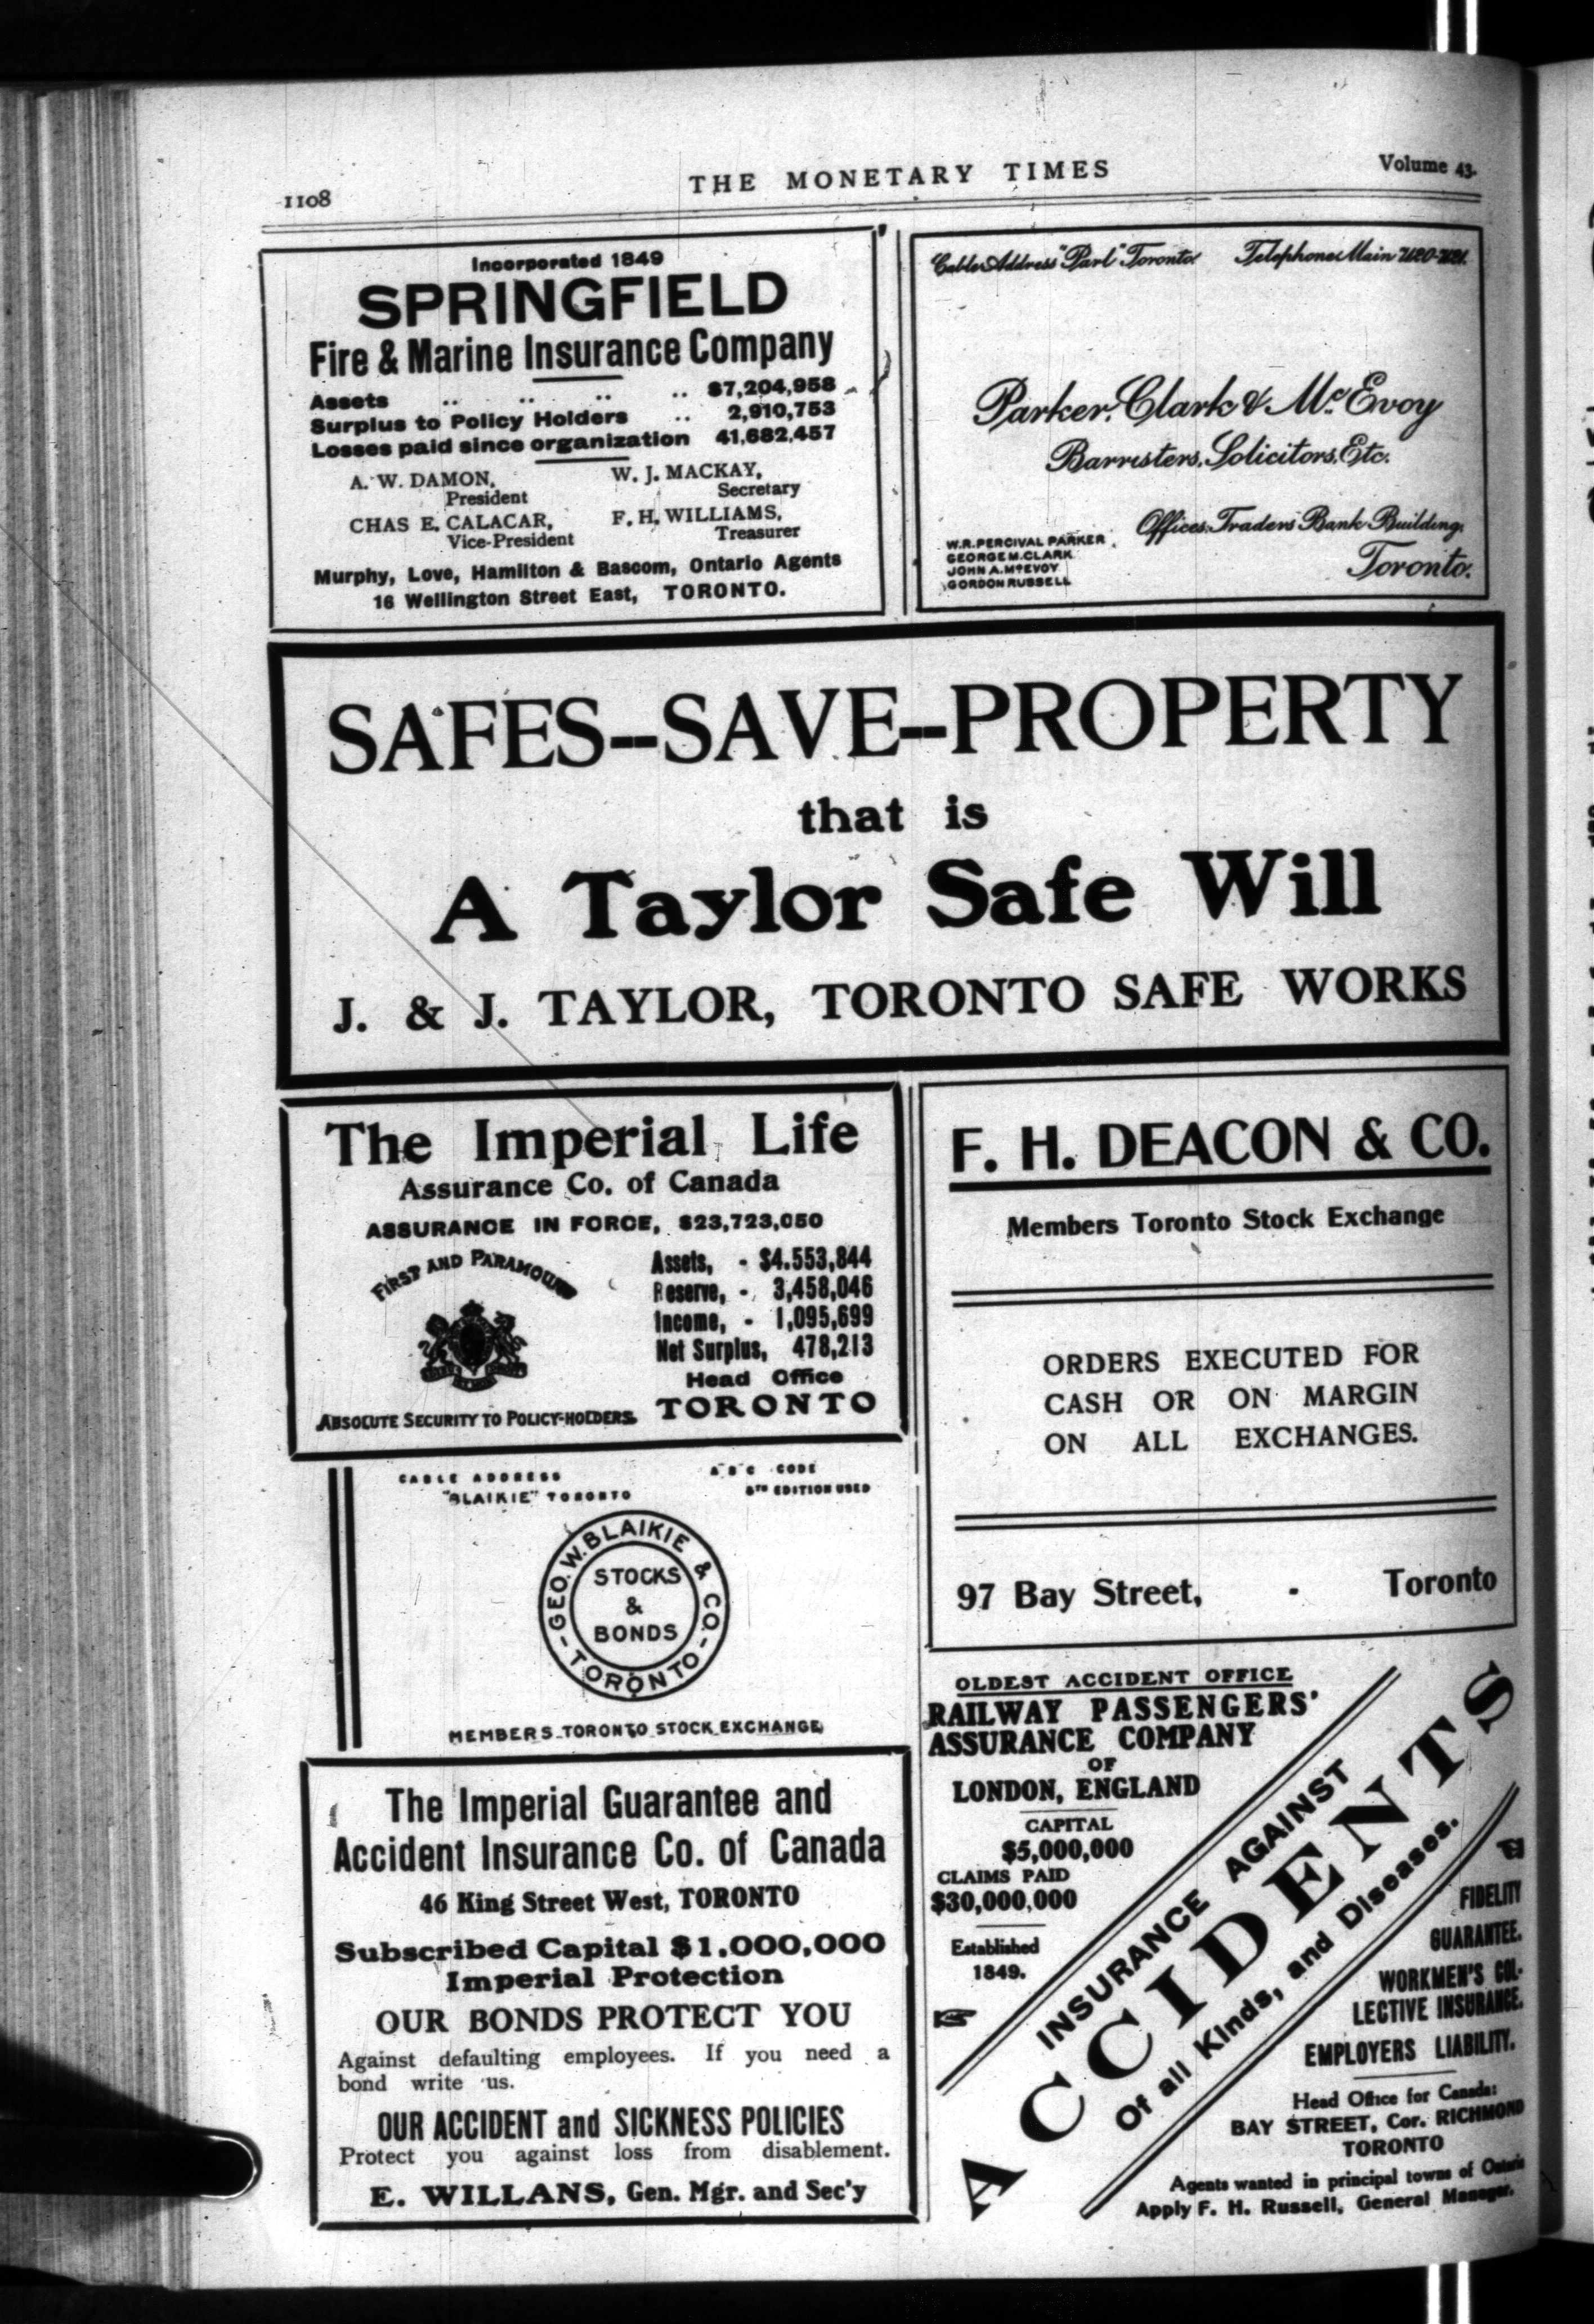 1108
THE MONETARY TIMES
Volume 43.
Incorporated 1849
SPRINGFIELD
Fire & Marine Insurance Company
Assets .. .. .. .. $7,204,958
Surplus to Policy Holders .. 2,910,753
Losses paid since organization 41,682,457
A. W. DAMON, W. J. MACKAY,
President Secretary
CHAS E. CALACAR, F. H. WILLIAMS,
Vice-President Treasurer
Murphy, Love, Hamilton & Bascom, Ontario Agents
16 Wellington Street East, TORONTO.
Cable Address "Parl" Toronto. Telephone Main
Parker, Clark & McEvoy
Barristers, Solicitors, Etc.
Offices Traders Bank Building,
Toronto.
W.R. PERCIVAL PARKER
GEORGE M. CLARK
JOHN A. McEVOY
GORDON RUSSELL
SAFES--SAVE--PROPERTY
that is
A Taylor Safe Will
J. & J. TAYLOR, TORONTO SAFE WORKS
The Imperial Life
Assurance Co. of Canada
ASSURANCE IN FORCE, $23,723,050
FIRST AND PARAMOUNT
Assets, - $4,553,844
Reserve, - 3,458,046
Income, - 1,095,699
Net Surplus, 478,213
Head Office
TORONTO
ABSOLUTE SECURITY TO POLICY-HOLDERS.
F. H. DEACON & CO.
Members Toronto Stock Exchange
ORDERS EXECUTED FOR
CASH OR ON MARGIN
ON ALL EXCHANGES.
97 Bay Street, - Toronto
CABLE ADDRESS
"BLAIKIE" TORONTO
A B C CODE
5TH EDITION USED
GEO. W. BLAIKIE & CO.
- TORONTO -
STOCKS
&
BONDS
MEMBERS TORONTO STOCK EXCHANGE
The Imperial Guarantee and
Accident Insurance Co. of Canada
46 King Street West, TORONTO
Subscribed Capital $1,000,000
Imperial Protection
OUR BONDS PROTECT YOU
Against defaulting employees. If you need a
bond write us.
OUR ACCIDENT and SICKNESS POLICIES
Protect you against loss from disablement.
E. WILLANS, Gen. Mgr. and Sec'y
OLDEST ACCIDENT OFFICE
RAILWAY PASSENGERS'
ASSURANCE COMPANY
OF
LONDON, ENGLAND
CAPITAL
$5,000,000
CLAIMS PAID
$30,000,000
Established
1849.
INSURANCE AGAINST
ACCIDENTS
Of all Kinds, and Diseases.
FIDELITY
GUARANTEE.
WORKMEN'S COL-
LECTIVE INSURANCE.
EMPLOYERS LIABILITY.
Head Office for Canada:
BAY STREET, Cor. RICHMOND
TORONTO
Agents wanted in principal towns of Ontario
Apply F. H. Russell, General Manager.